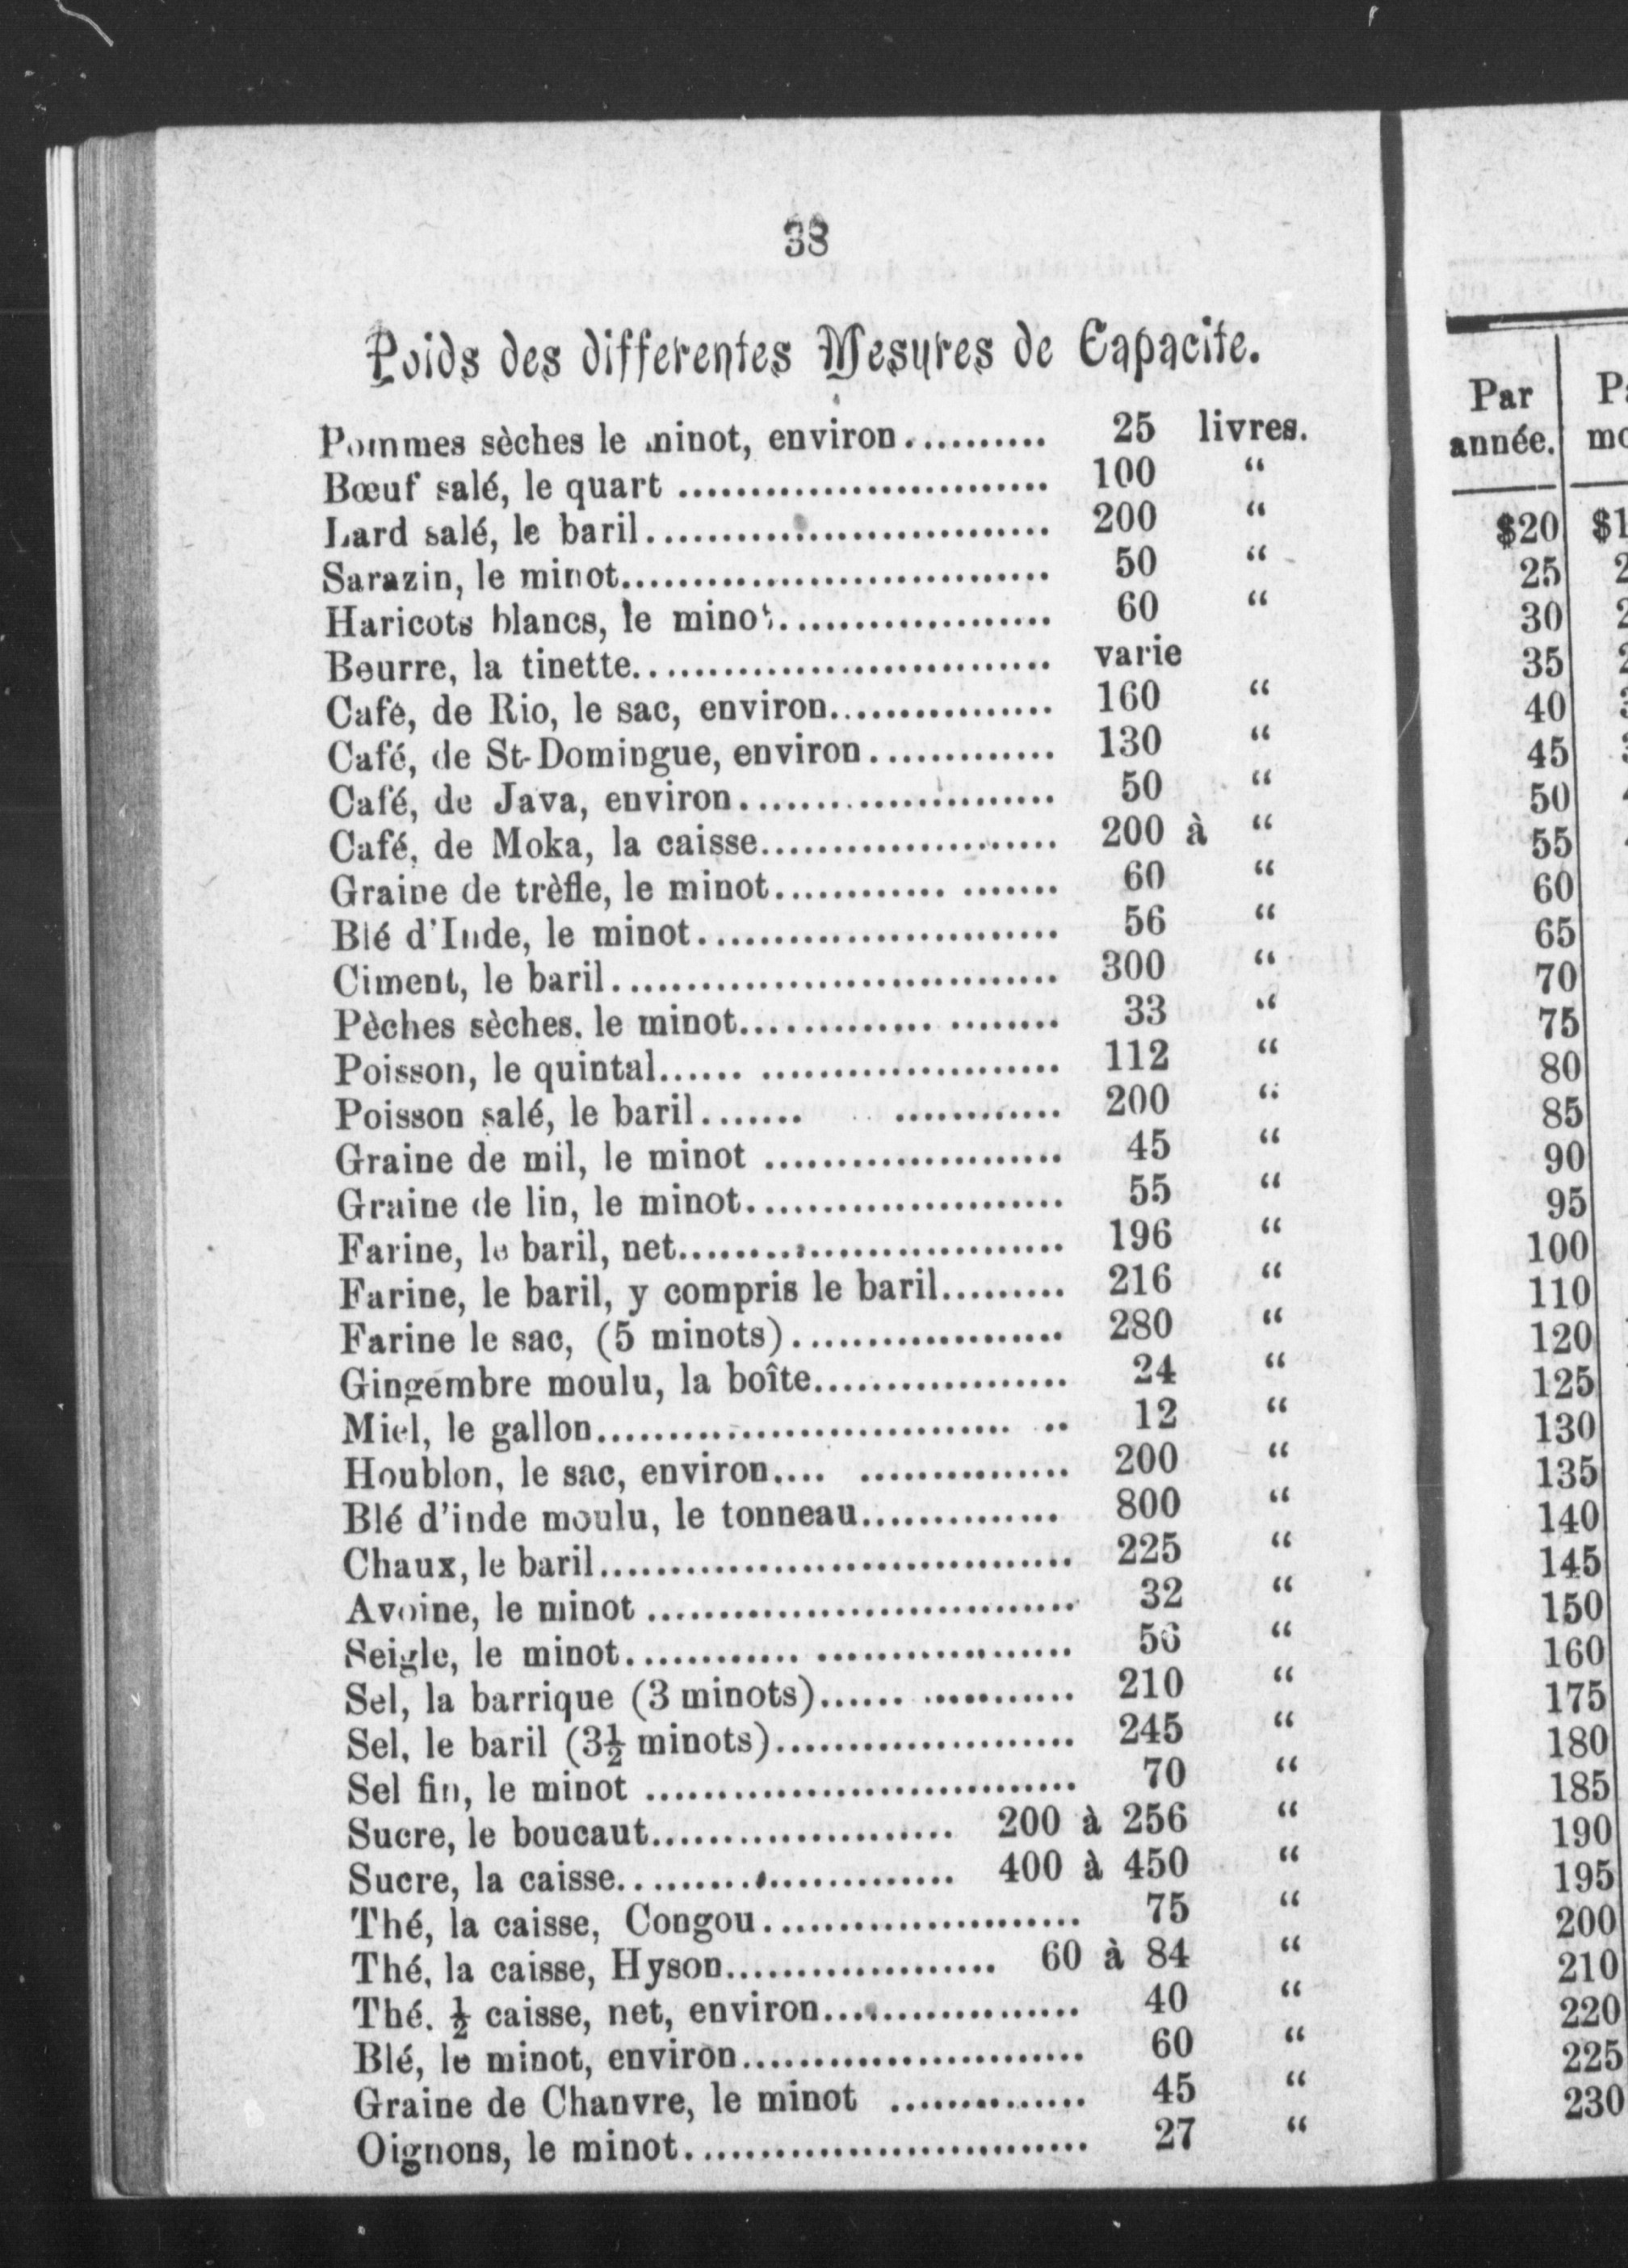 38
Poids des differentes Mesures de Capacite.
Pommes sèches le minot, environ.......... 25 livres.
Bœuf salé, le quart .......................... 100 “
Lard salé, le baril............................ 200 “
Sarazin, le minot.............................. 50 “
Haricots blancs, le minot................... 60 “
Beurre, la tinette............................. varie
Café, de Rio, le sac, environ................ 160 “
Café, de St-Domingue, environ............. 130 “
Café, de Java, environ...................... 50 “
Café, de Moka, la caisse..................... 200 à “
Graine de trèfle, le minot............ ....... 60 “
Blé d'Inde, le minot......................... 56 “
Ciment, le baril............................... 300 “
Pèches sèches. le minot.............. ........ 33 “
Poisson, le quintal...... ..................... 112 “
Poisson salé, le baril....... ............ 200 “
Graine de mil, le minot ..................... 45 “
Graine de lin, le minot...................... 55 “
Farine, le baril, net........................... 196 “
Farine, le baril, y compris le baril......... 216 “
Farine le sac, (5 minots)................... 280 “
Gingembre moulu, la boîte.................. 24 “
Miel, le gallon............................. .. 12 “
Houblon, le sac, environ.... ............... 200 “
Blé d'inde moulu, le tonneau.............. 800 “
Chaux, le baril................................. 225 “
Avoine, le minot .............................. 32 “
Seigle, le minot............ .................. 56 “
Sel, la barrique (3 minots)...... ........... 210 “
Sel, le baril (3½ minots)..................... 245 “
Sel fin, le minot .............................. 70 “
Sucre, le boucaut..................... 200 à 256 “
Sucre, la caisse........................ 400 à 450 “
Thé, la caisse, Congou...................... 75 “
Thé, la caisse, Hyson................... 60 à 84 “
Thé. ½ caisse, net, environ.................. 40 “
Blé, le minot, environ........................ 60 “
Graine de Chanvre, le minot .............. 45 “
Oignons, le minot............................ 27 “
Par
année.
$20
25
30
35
40
45
50
55
60
65
70
75
80
85
90
95
100
110
120
125
130
135
140
145
150
160
175
180
185
190
195
200
210
220
225
230